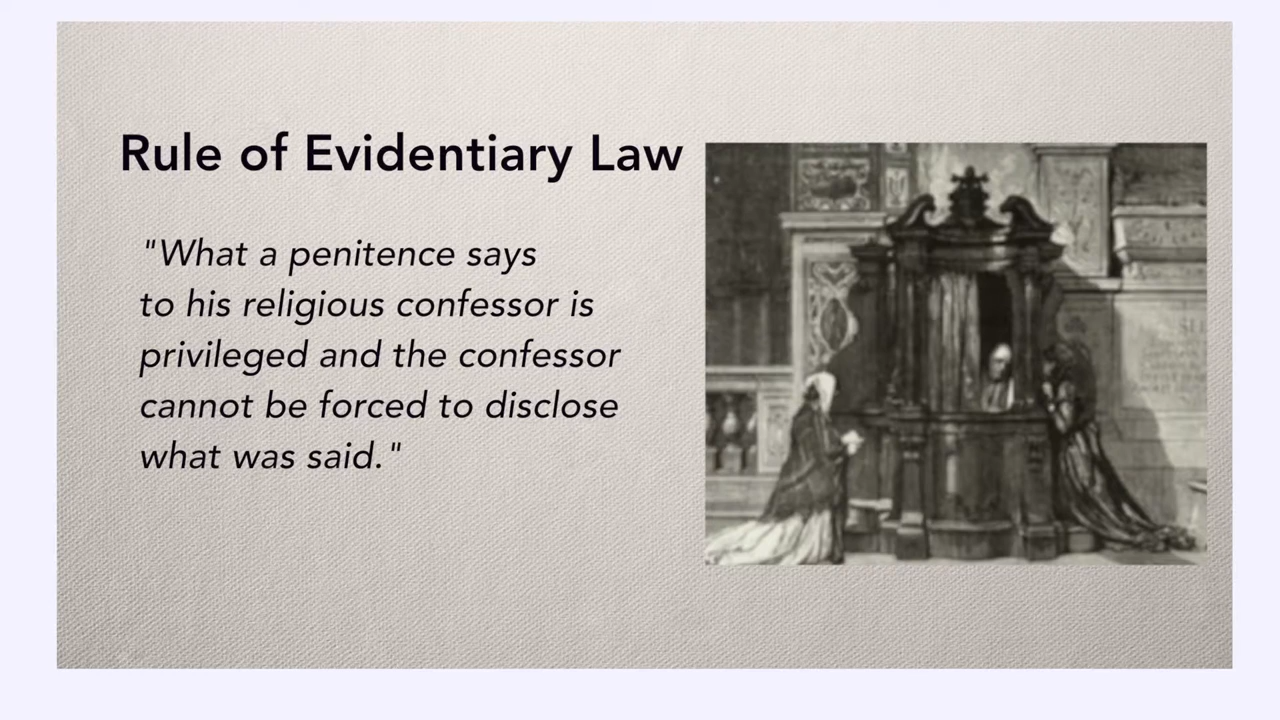 Rule of Evidentiary Law
"What a penitence says
to his religious confessor is
privileged and the confessor
cannot be forced to disclose
what was said."